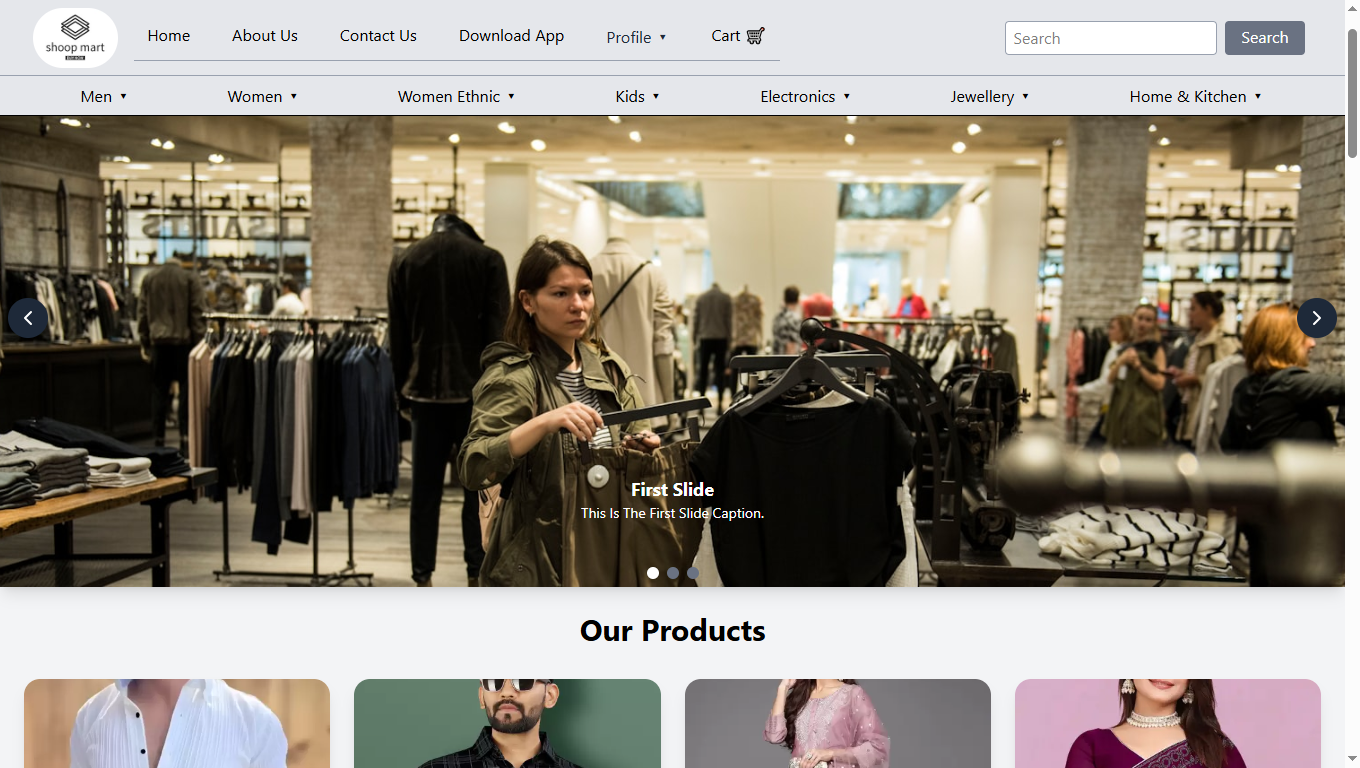 shoop mart
Home
About Us
Contact Us
Download App
Profile ▼
Cart 🛒
Search
Search
Men ▼
Women ▼
Women Ethnic ▼
Kids ▼
Electronics ▼
Jewellery ▼
Home & Kitchen ▼
First Slide
This Is The First Slide Caption.
Our Products